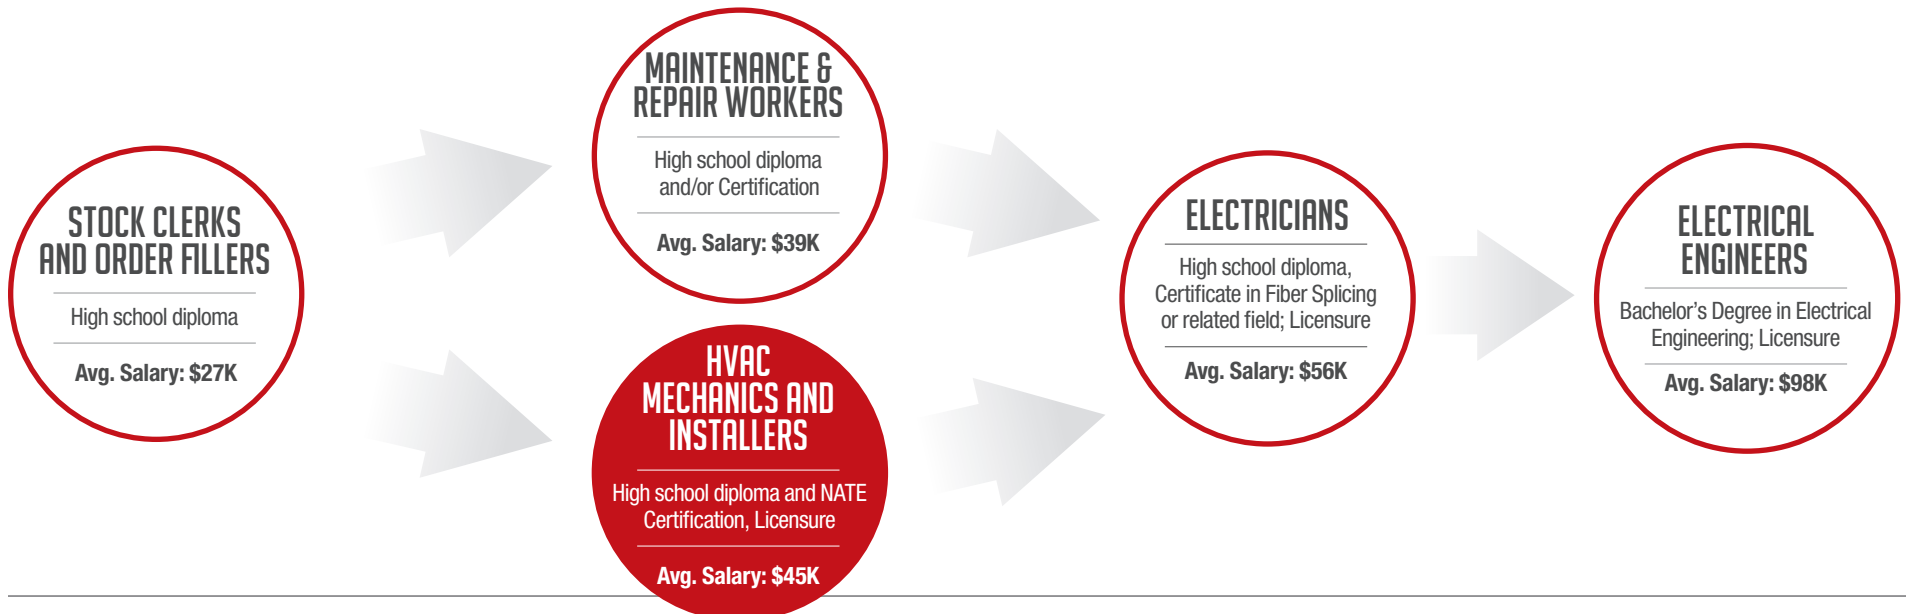 STOCK CLERKS
AND ORDER FILLERS
High school diploma
Avg. Salary: $27K
MAINTENANCE &
REPAIR WORKERS
High school diploma
and/or Certification
Avg. Salary: $39K
HVAC
MECHANICS AND
INSTALLERS
High school diploma and NATE
Certification, Licensure
Avg. Salary: $45K
ELECTRICIANS
High school diploma,
Certificate in Fiber Splicing
or related field; Licensure
Avg. Salary: $56K
ELECTRICAL
ENGINEERS
Bachelor’s Degree in Electrical
Engineering; Licensure
Avg. Salary: $98K